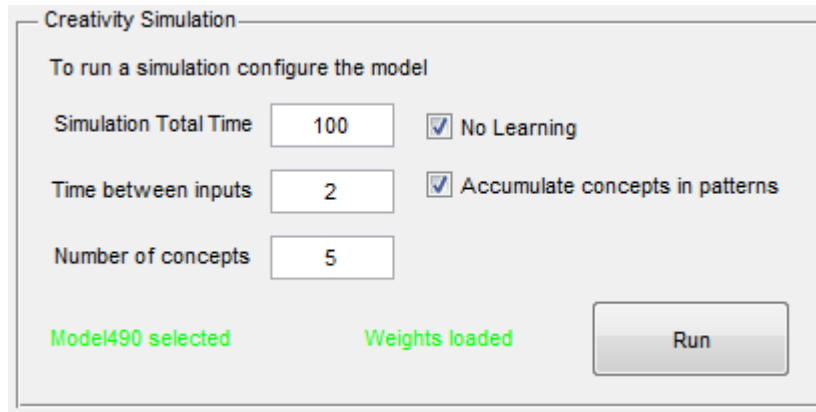 Creativity Simulation
To run a simulation configure the model
Simulation Total Time 100 No Learning
Time between inputs 2 Accumulate concepts in patterns
Number of concepts 5
Model490 selected Weights loaded Run